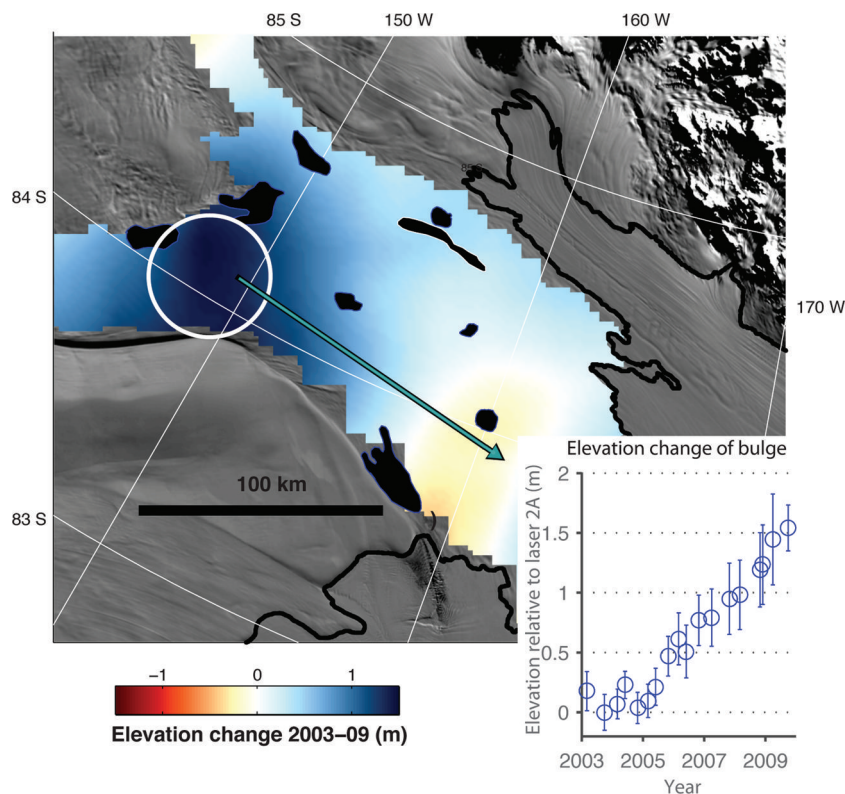 85 S
150 W
160 W
84 S
170 W
83 S
100 km
−1
0
1
Elevation change 2003–09 (m)
Elevation change of bulge
Elevation relative to laser 2A (m)
2
1.5
1
0.5
0
2003
2005
2007
2009
Year